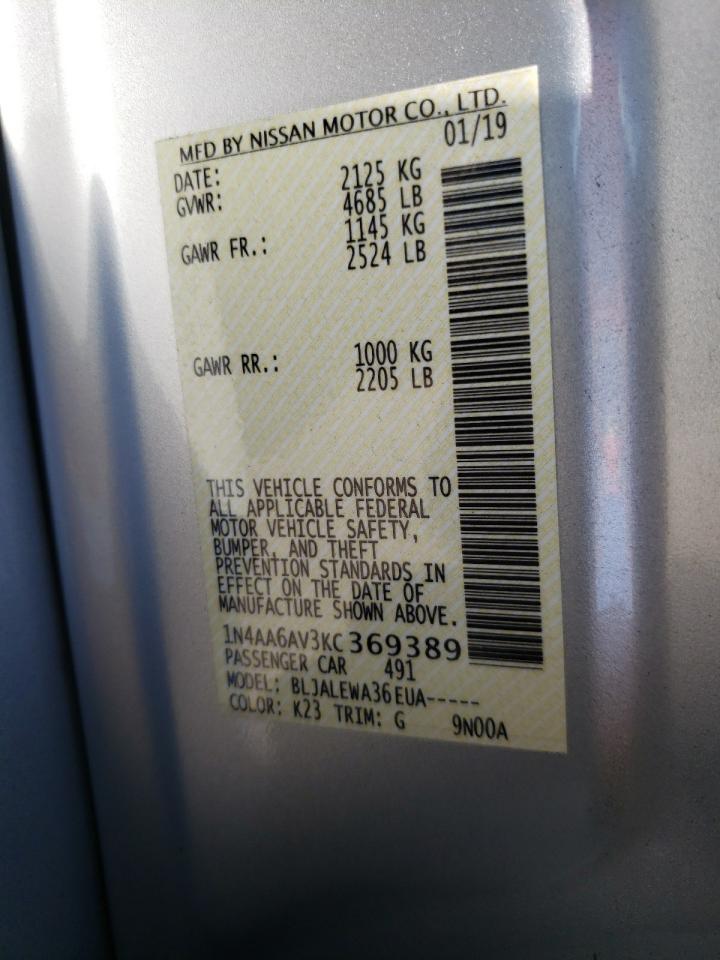 MFD BY NISSAN MOTOR CO., LTD.
DATE: 01/19
GVWR: 2125 KG
4685 LB
GAWR FR.: 1145 KG
2524 LB
GAWR RR.: 1000 KG
2205 LB
THIS VEHICLE CONFORMS TO
ALL APPLICABLE FEDERAL
MOTOR VEHICLE SAFETY,
BUMPER, AND THEFT
PREVENTION STANDARDS IN
EFFECT ON THE DATE OF
MANUFACTURE SHOWN ABOVE.
1N4AA6AV3KC369389
PASSENGER CAR 491
MODEL: BLJALEWA36EUA-----
COLOR: K23 TRIM: G 9N00A